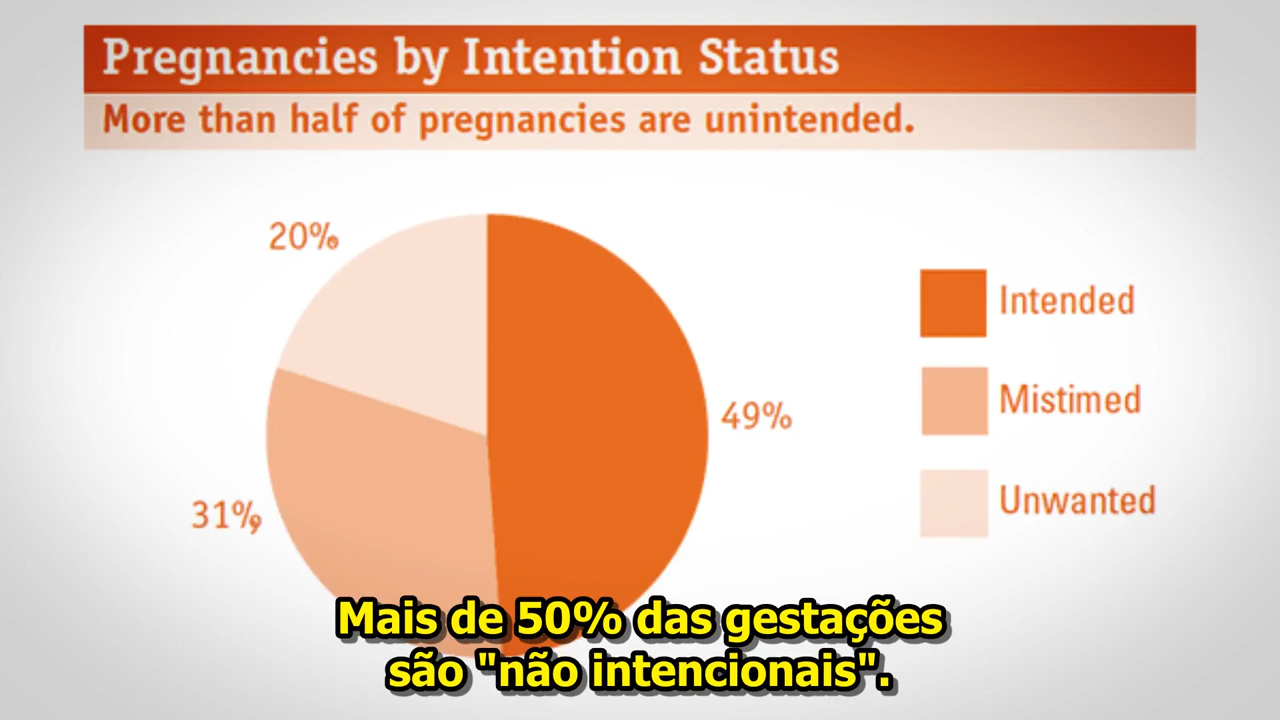 Pregnancies by Intention Status
More than half of pregnancies are unintended.
20%
Intended
Mistimed
49%
Unwanted
31%
Mais de 50% das gestações
são "não intencionais".